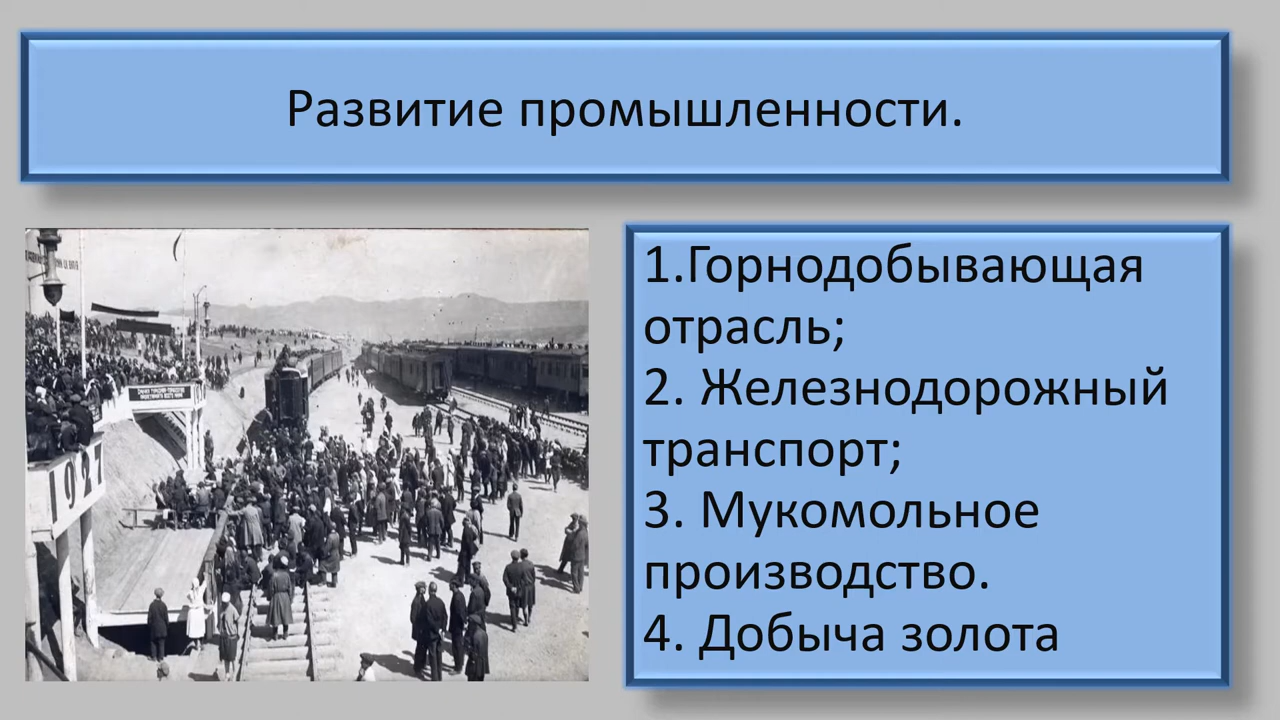 Развитие промышленности.
1.Горнодобывающая
отрасль;
2. Железнодорожный
транспорт;
3. Мукомольное
производство.
4. Добыча золота
1927